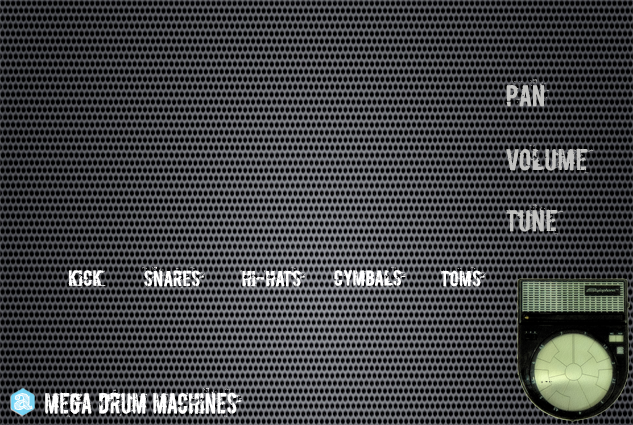 PAN
VOLUME
TUNE
KICK SNARES HI-HATS CYMBALS TOMS
MEGA DRUM MACHINES